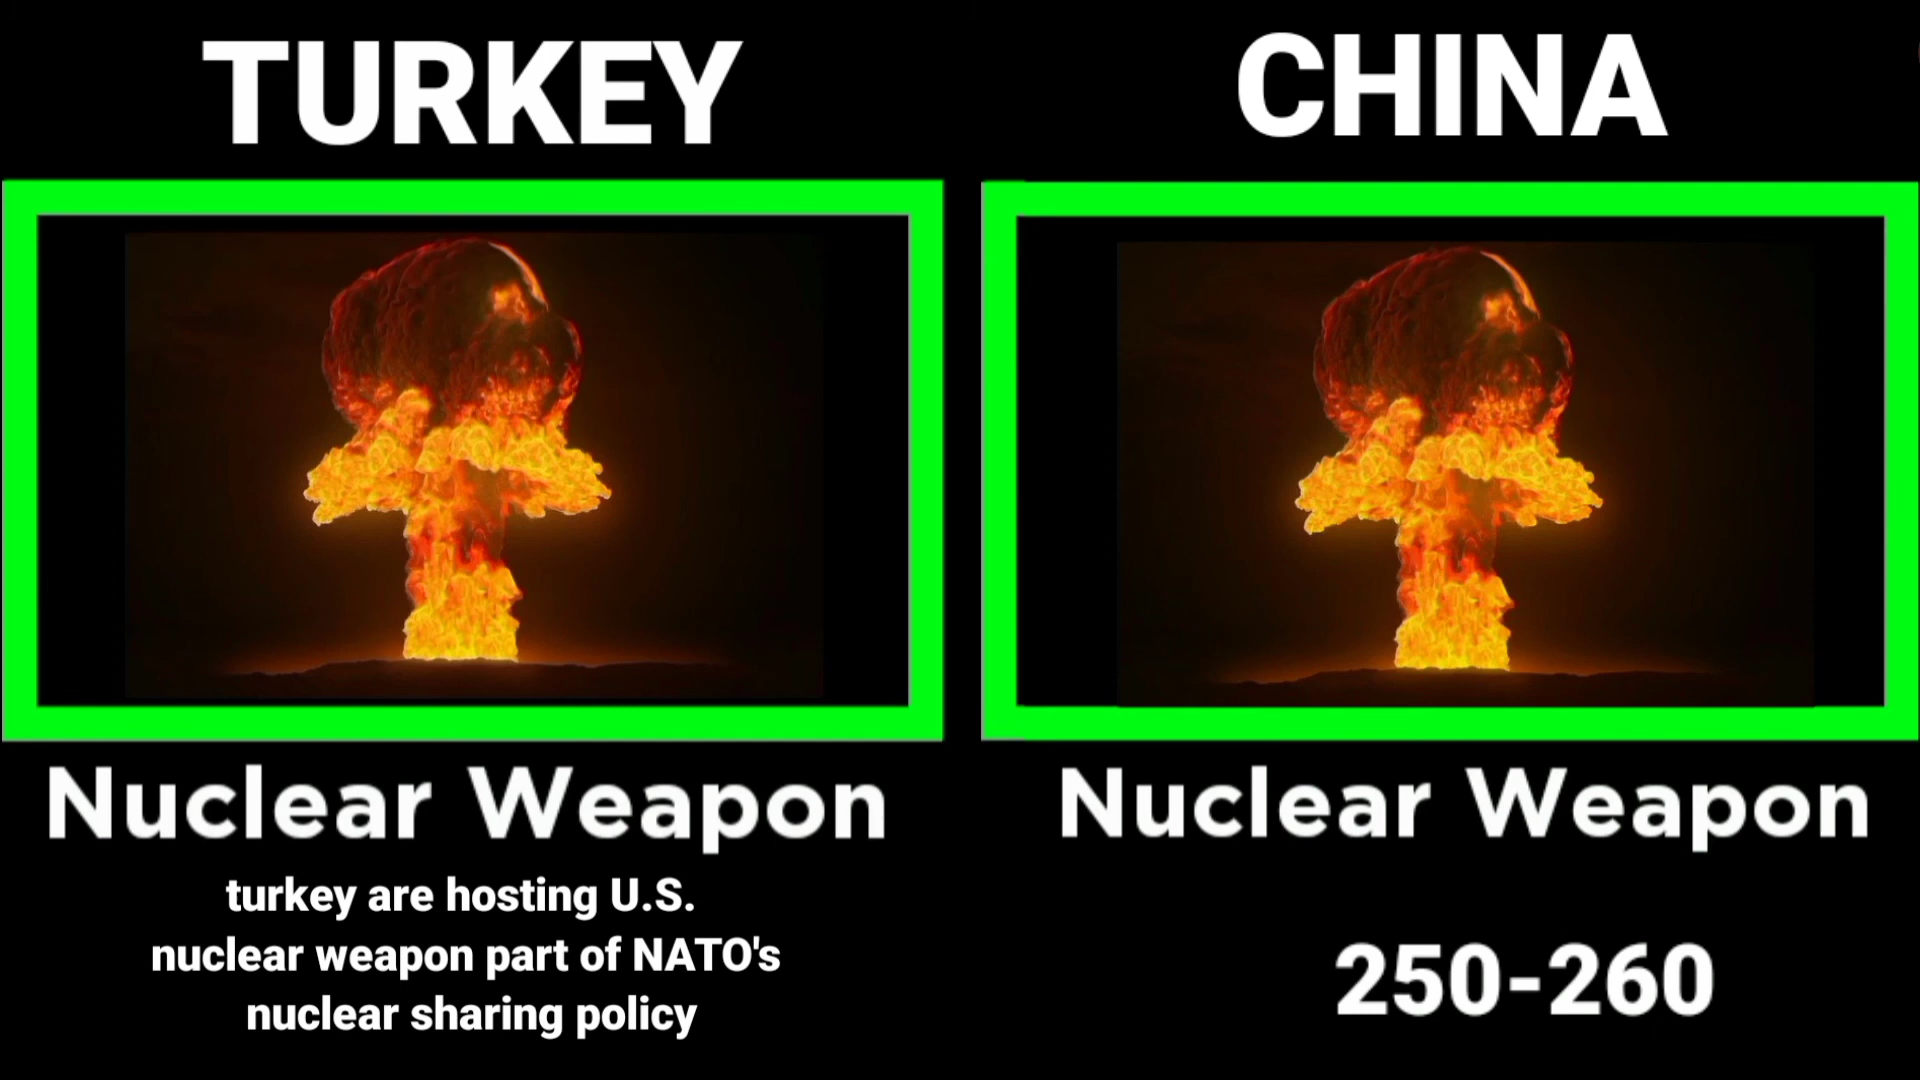 TURKEY
Nuclear Weapon
turkey are hosting U.S.
nuclear weapon part of NATO's
nuclear sharing policy
CHINA
Nuclear Weapon
250-260